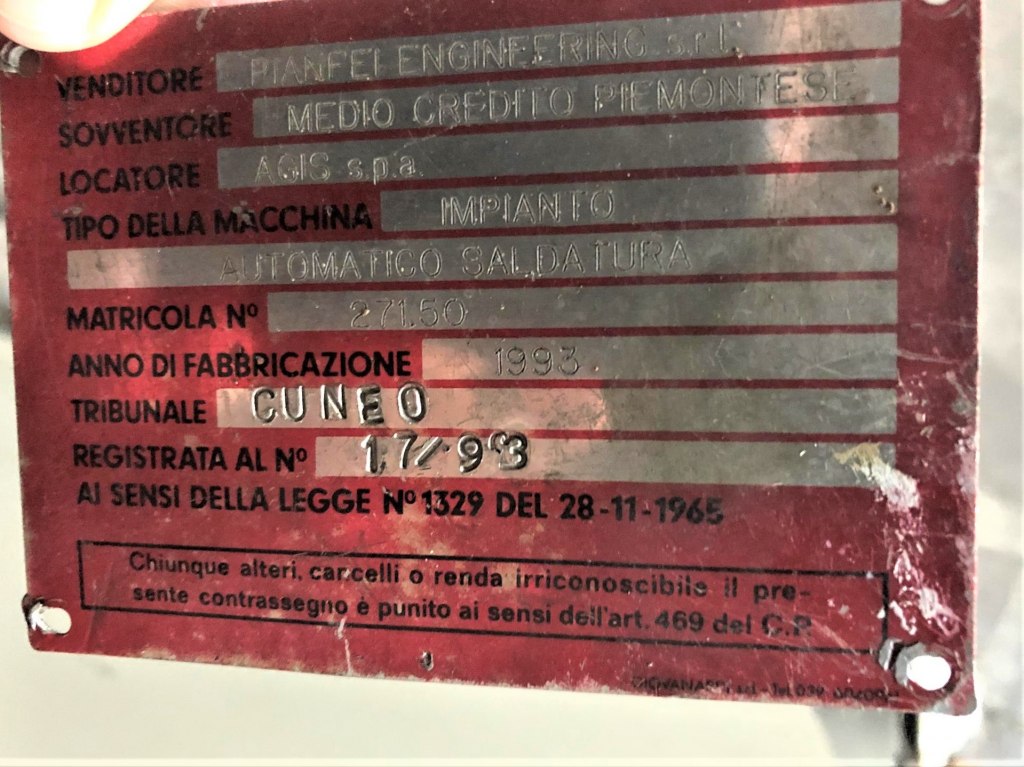 VENDITORE PIANFEI ENGINEERING s.r.l.
SOVVENTORE MEDIO CREDITO PIEMONTESE
LOCATORE AGIS s.p.a.
TIPO DELLA MACCHINA IMPIANTO
AUTOMATICO SALDATURA
MATRICOLA Nº 271.50
ANNO DI FABBRICAZIONE 1993
TRIBUNALE CUNEO
REGISTRATA AL Nº 17/93
AI SENSI DELLA LEGGE Nº 1329 DEL 28-11-1965
Chiunque alteri, cancelli o renda irriconoscibile il pre-
sente contrassegno è punito ai sensi dell'art. 469 del C.P.